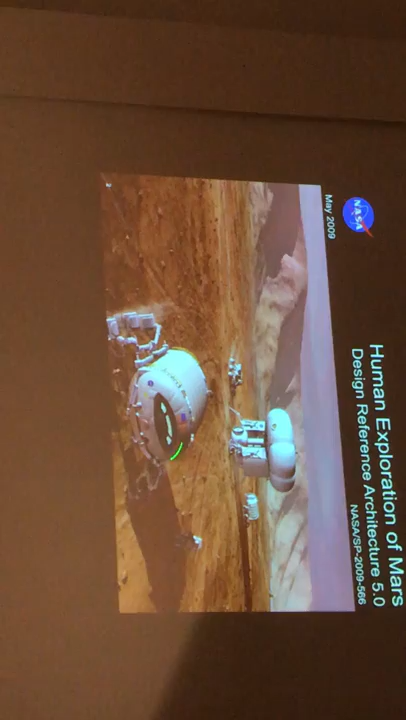 NASA
May 2009
Human Exploration of Mars
Design Reference Architecture 5.0
NASA/SP-2009-566